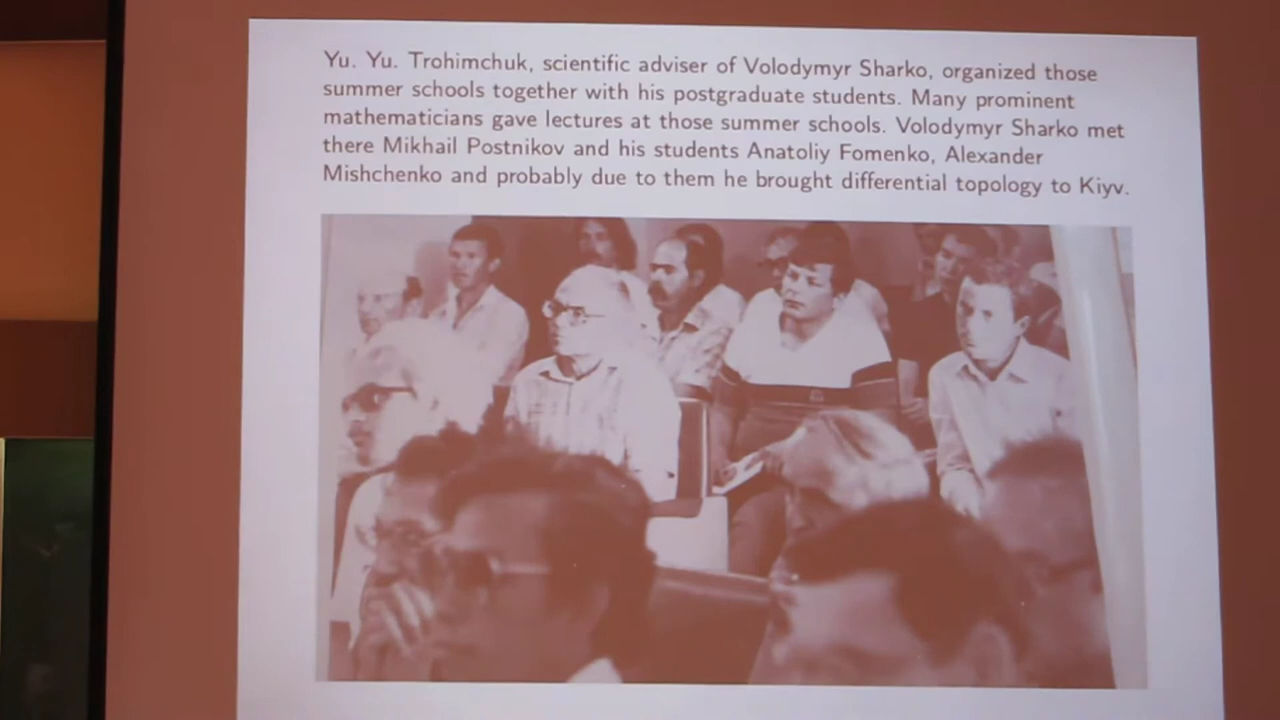 Yu. Yu. Trohimchuk, scientific adviser of Volodymyr Sharko, organized those
summer schools together with his postgraduate students. Many prominent
mathematicians gave lectures at those summer schools. Volodymyr Sharko met
there Mikhail Postnikov and his students Anatoliy Fomenko, Alexander
Mishchenko and probably due to them he brought differential topology to Kiyv.